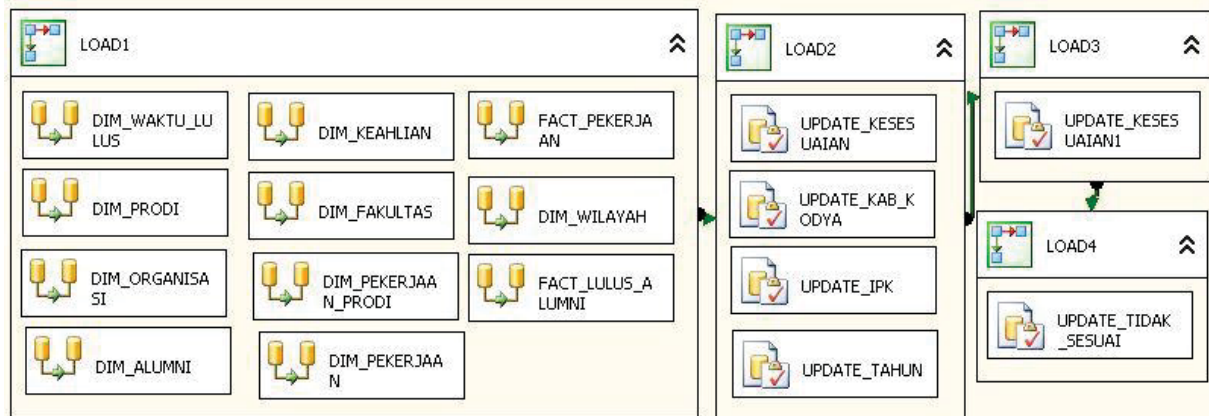 LOAD1
DIM_WAKTU_LU
LUS
DIM_KEAHLIAN
FACT_PEKERJA
AN
DIM_PRODI
DIM_FAKULTAS
DIM_WILAYAH
DIM_ORGANISA
SI
DIM_PEKERJAA
N_PRODI
FACT_LULUS_A
LUMNI
DIM_ALUMNI
DIM_PEKERJAA
N
LOAD2
UPDATE_KESES
UAIAN
UPDATE_KAB_K
ODYA
UPDATE_IPK
UPDATE_TAHUN
LOAD3
UPDATE_KESES
UAIAN1
LOAD4
UPDATE_TIDAK
_SESUAI